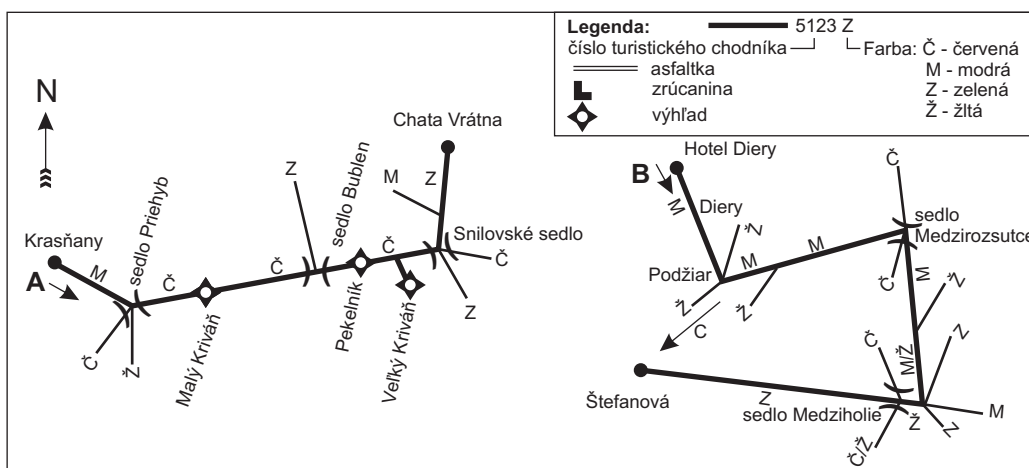 Legenda: 5123 Z
číslo turistického chodníka Farba: Č - červená
asfaltka M - modrá
zrúcanina Z - zelená
výhľad Ž - žltá
N
Chata Vrátna
Z
M
Z
sedlo Bublen
sedlo Priehyb
Krasňany
A
M
Č
Č
Č
Snilovské sedlo
Č
Z
Č
Ž
Malý Kriváň
Pekelník
Veľký Kriváň
Hotel Diery
B
M
Diery
Ž
Č
sedlo
Medzirozsutce
M
M
Podžiar
Ž
Ž
Č
M
Ž
C
Č
M/Ž
Z
Štefanová
Z
sedlo Medziholie
Ž
Z
M
Č/Ž